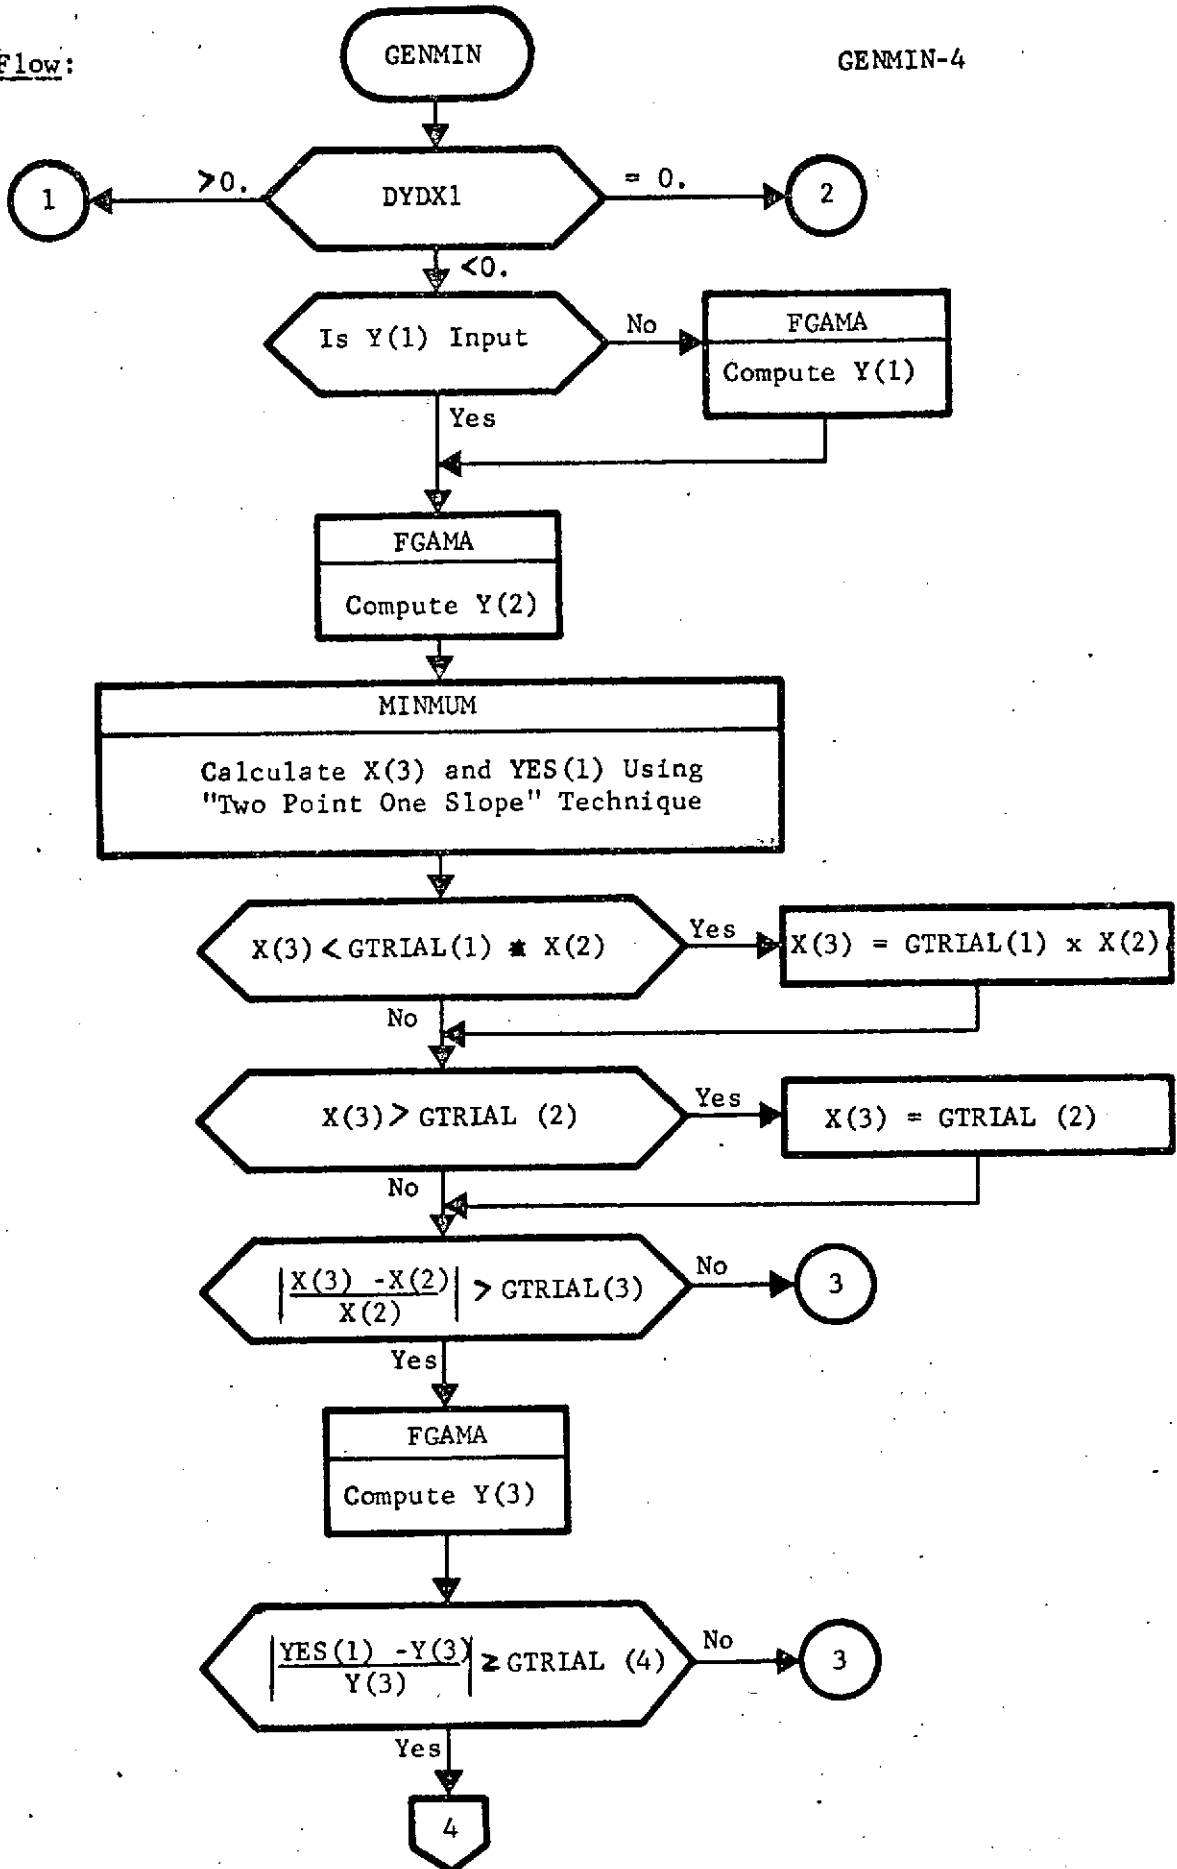 Flow:
GENMIN
GENMIN-4
1
>0.
DYDX1
= 0.
2
<0.
Is Y(1) Input
No
FGAMA
Compute Y(1)
Yes
FGAMA
Compute Y(2)
MINMUM
Calculate X(3) and YES(1) Using
"Two Point One Slope" Technique
X(3) < GTRIAL(1) * X(2)
Yes
X(3) = GTRIAL(1) x X(2)
No
X(3) > GTRIAL (2)
Yes
X(3) = GTRIAL (2)
No
|X(3) -X(2)
X(2)| > GTRIAL(3)
No
3
Yes
FGAMA
Compute Y(3)
|YES(1) -Y(3)
Y(3)| ≥ GTRIAL (4)
No
3
Yes
4